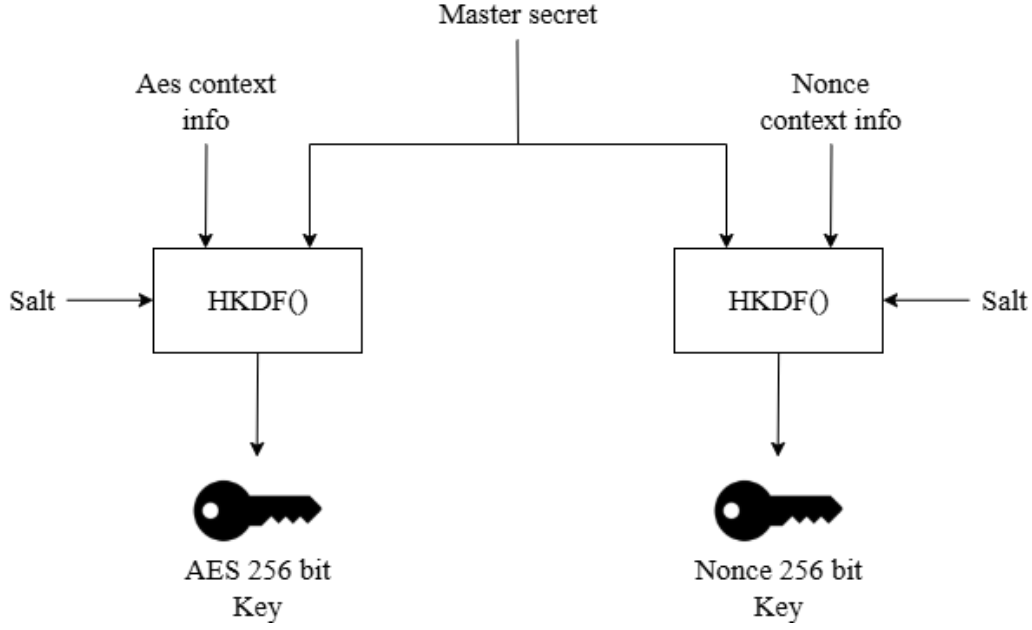 Master secret
Aes context
info
Nonce
context info
Salt
HKDF()
HKDF()
Salt
AES 256 bit
Key
Nonce 256 bit
Key